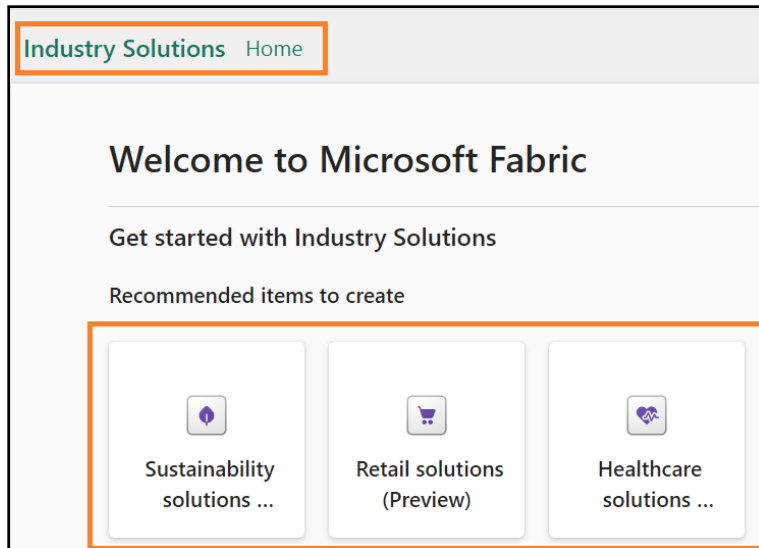 Industry Solutions Home
Welcome to Microsoft Fabric
Get started with Industry Solutions
Recommended items to create
Sustainability
solutions ...
Retail solutions
(Preview)
Healthcare
solutions ...